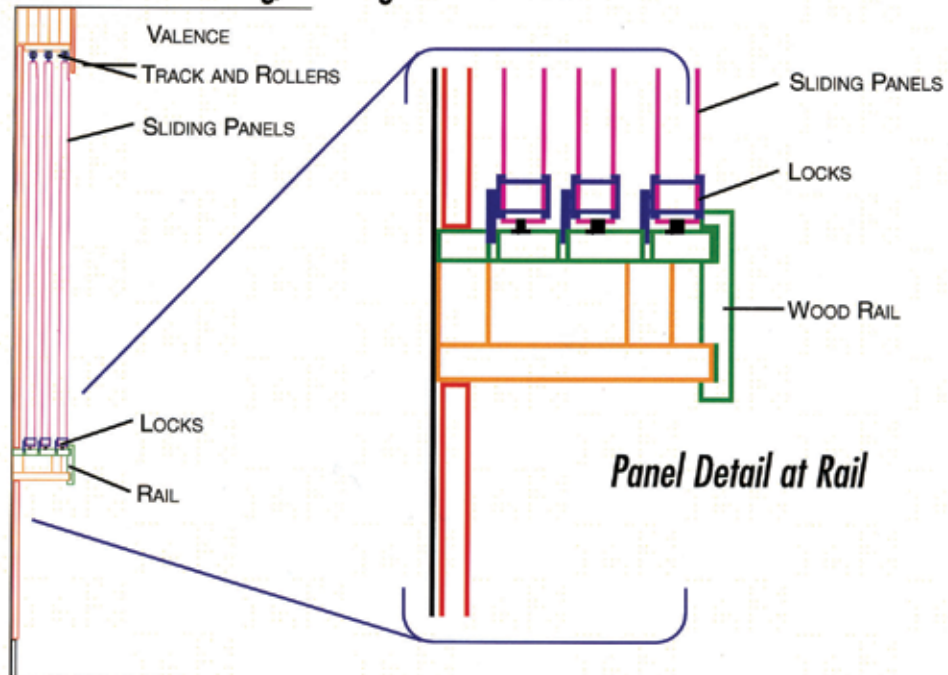 VALENCE
TRACK AND ROLLERS
SLIDING PANELS
LOCKS
RAIL
SLIDING PANELS
LOCKS
WOOD RAIL
Panel Detail at Rail